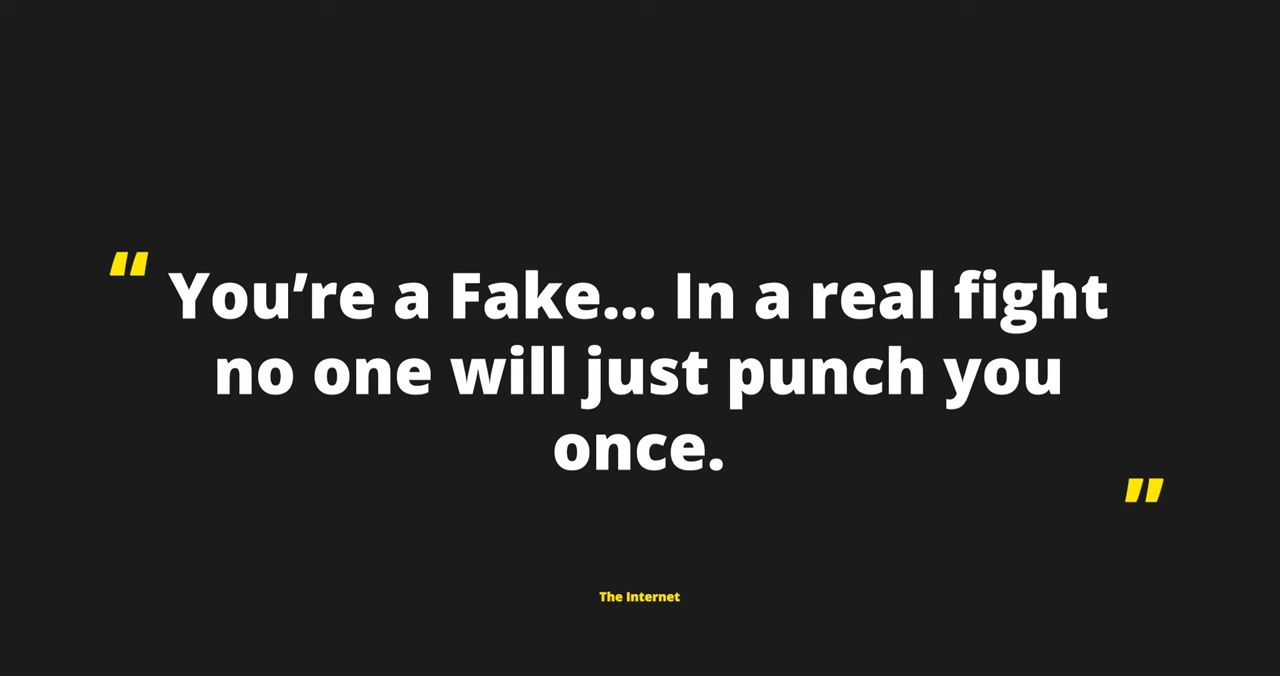 “ You’re a Fake... In a real fight
no one will just punch you
once.
”
The Internet